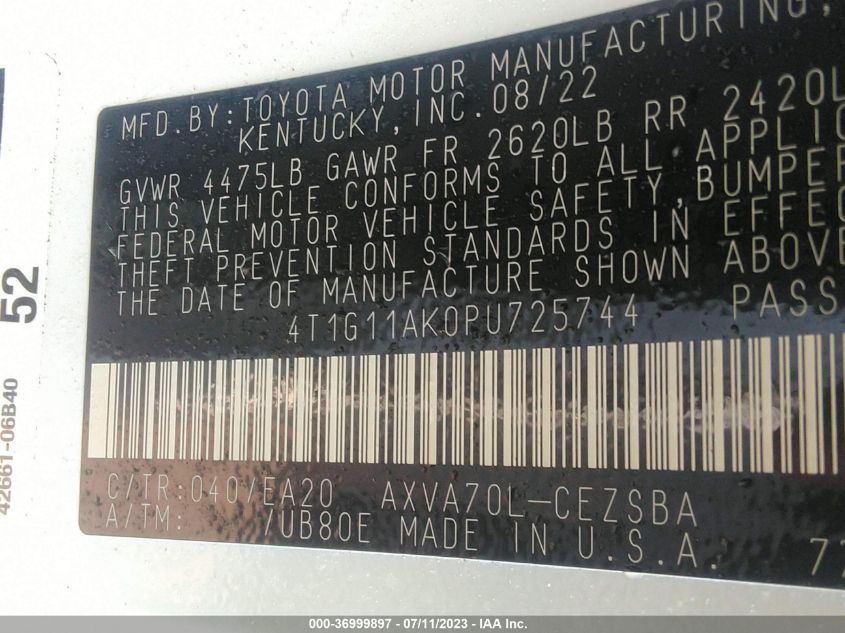 MFD.BY:TOYOTA MOTOR MANUFACTURING,
KENTUCKY, INC. 08/22
GVWR 4475LB GAWR FR 2620LB RR 2420L
THIS VEHICLE CONFORMS TO ALL APPLIC
FEDERAL MOTOR VEHICLE SAFETY, BUMPER
THEFT PREVENTION STANDARDS IN EFFEC
THE DATE OF MANUFACTURE SHOWN ABOVE
4T1G11AK0PU725744 PASS
C/TR:040/EA20 AXVA70L-CEZSBA
A/TM: /UB80E MADE IN U.S.A.
52
42661-06B40
000-36999897 - 07/11/2023 - IAA Inc.